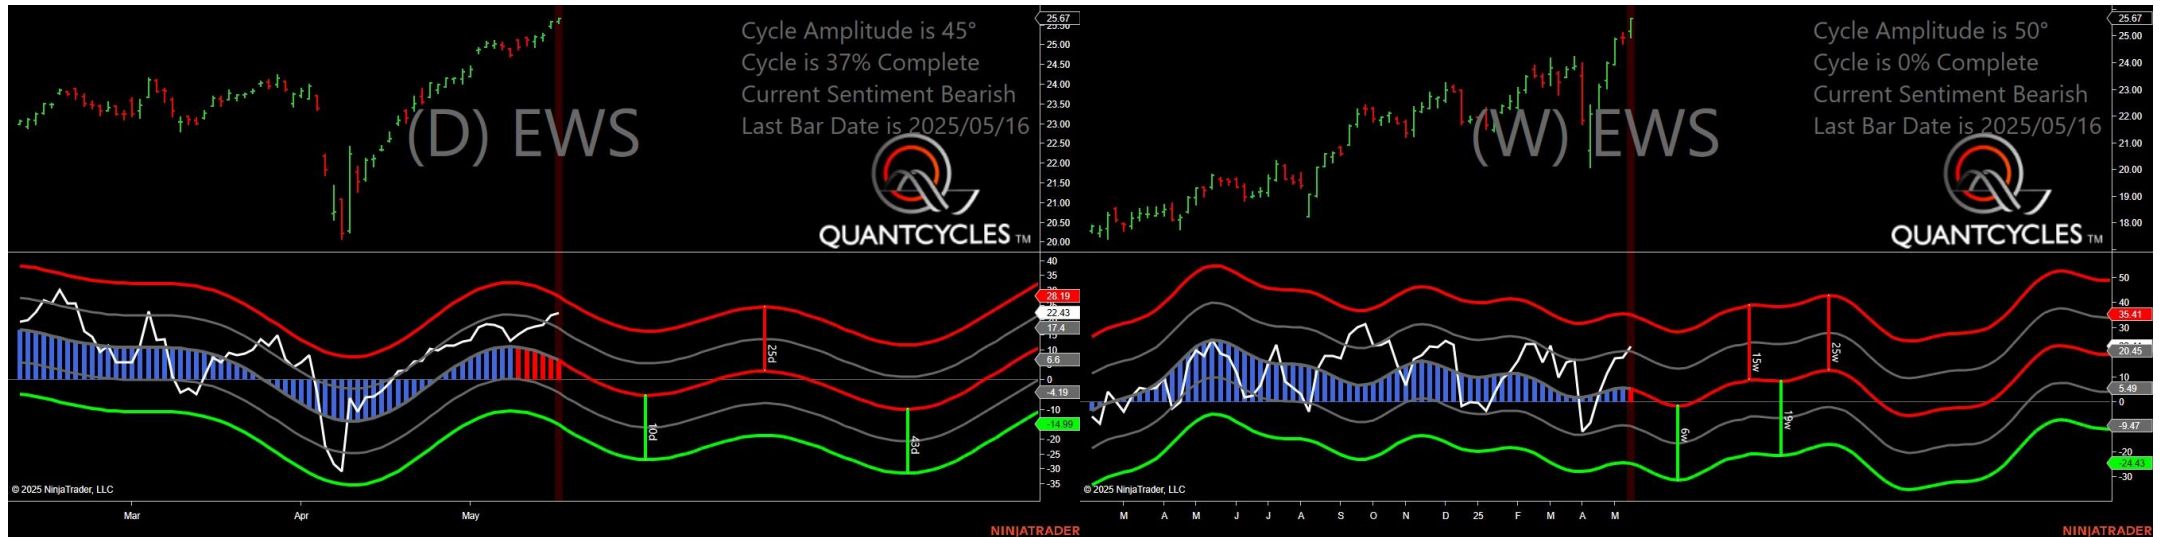 Cycle Amplitude is 45°
Cycle is 37% Complete
Current Sentiment Bearish
Last Bar Date is 2025/05/16
(D) EWS
QUANTCYCLES TM
25.67
25.50
25.00
24.50
24.00
23.50
23.00
22.50
22.00
21.50
21.00
20.50
20.00
40
35
28.19
22.43
17.4
15
10
6.6
0
-4.19
-10
-14.99
-20
-25
-30
-35
25d
10d
43d
© 2025 NinjaTrader, LLC
Mar
Apr
May
NINJATRADER
Cycle Amplitude is 50°
Cycle is 0% Complete
Current Sentiment Bearish
Last Bar Date is 2025/05/16
(W) EWS
QUANTCYCLES TM
25.67
25.00
24.00
23.00
22.00
21.00
20.00
19.00
18.00
50
40
35.41
30
20.45
10
5.49
0
-9.47
-20
-24.43
-30
15w
25w
6w
19w
© 2025 NinjaTrader, LLC
M
A
M
J
J
A
S
O
N
D
25
F
M
A
M
NINJATRADER